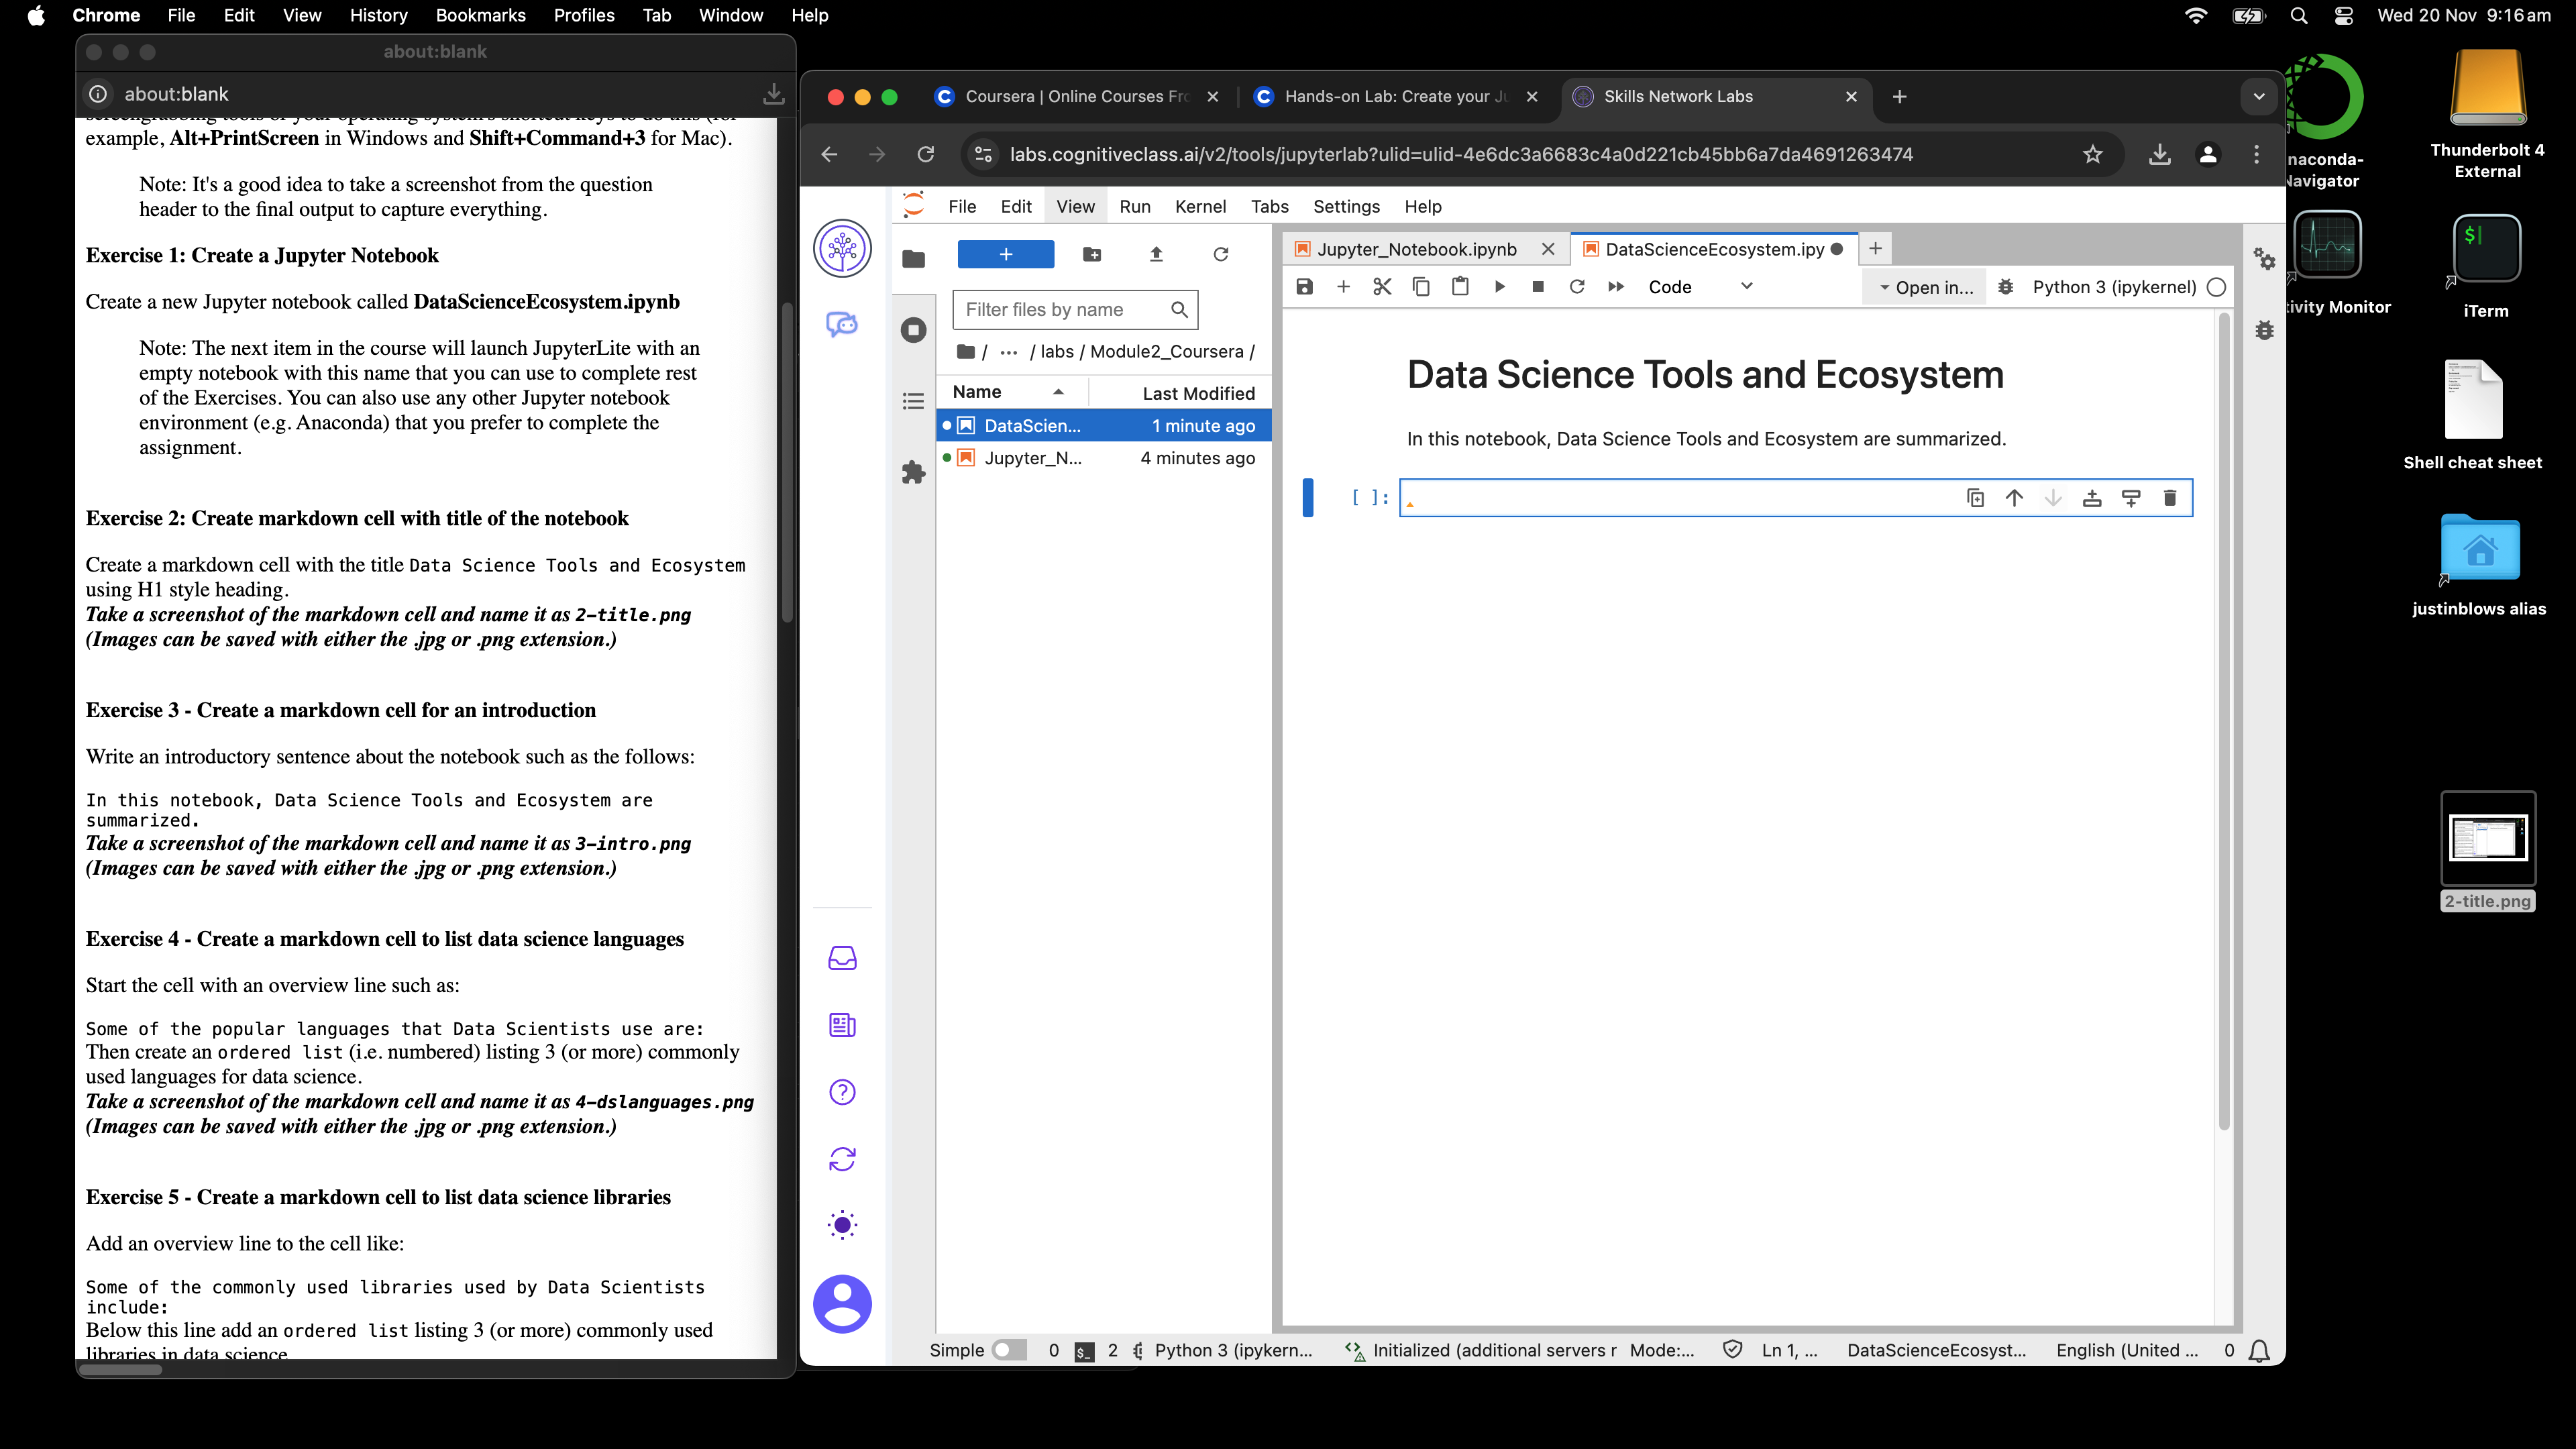 Chrome File Edit View History Bookmarks Profiles Tab Window Help
Wed 20 Nov 9:16 am
about:blank
about:blank
example, Alt+PrintScreen in Windows and Shift+Command+3 for Mac).
Note: It's a good idea to take a screenshot from the question
header to the final output to capture everything.
Exercise 1: Create a Jupyter Notebook
Create a new Jupyter notebook called DataScienceEcosystem.ipynb
Note: The next item in the course will launch JupyterLite with an
empty notebook with this name that you can use to complete rest
of the Exercises. You can also use any other Jupyter notebook
environment (e.g. Anaconda) that you prefer to complete the
assignment.
Exercise 2: Create markdown cell with title of the notebook
Create a markdown cell with the title Data Science Tools and Ecosystem
using H1 style heading.
Take a screenshot of the markdown cell and name it as 2-title.png
(Images can be saved with either the .jpg or .png extension.)
Exercise 3 - Create a markdown cell for an introduction
Write an introductory sentence about the notebook such as the follows:
In this notebook, Data Science Tools and Ecosystem are
summarized.
Take a screenshot of the markdown cell and name it as 3-intro.png
(Images can be saved with either the .jpg or .png extension.)
Exercise 4 - Create a markdown cell to list data science languages
Start the cell with an overview line such as:
Some of the popular languages that Data Scientists use are:
Then create an ordered list (i.e. numbered) listing 3 (or more) commonly
used languages for data science.
Take a screenshot of the markdown cell and name it as 4-dslanguages.png
(Images can be saved with either the .jpg or .png extension.)
Exercise 5 - Create a markdown cell to list data science libraries
Add an overview line to the cell like:
Some of the commonly used libraries used by Data Scientists
include:
Below this line add an ordered list listing 3 (or more) commonly used
libraries in data science
Coursera | Online Courses Fr
Hands-on Lab: Create your Ju
Skills Network Labs
labs.cognitiveclass.ai/v2/tools/jupyterlab?ulid=ulid-4e6dc3a6683c4a0d221cb45bb6a7da4691263474
File Edit View Run Kernel Tabs Settings Help
+
Filter files by name
/ ... / labs / Module2_Coursera /
Name Last Modified
DataScien... 1 minute ago
Jupyter_N... 4 minutes ago
Jupyter_Notebook.ipynb
DataScienceEcosystem.ipy
Code
Open in...
Python 3 (ipykernel)
Data Science Tools and Ecosystem
In this notebook, Data Science Tools and Ecosystem are summarized.
[ ]:
Simple 0 $_ 2 Python 3 (ipykern... Initialized (additional servers r Mode:... Ln 1, ... DataScienceEcosyst... English (United ... 0
naconda-
Navigator
Thunderbolt 4
External
tivity Monitor
$
iTerm
Shell cheat sheet
justinblows alias
2-title.png